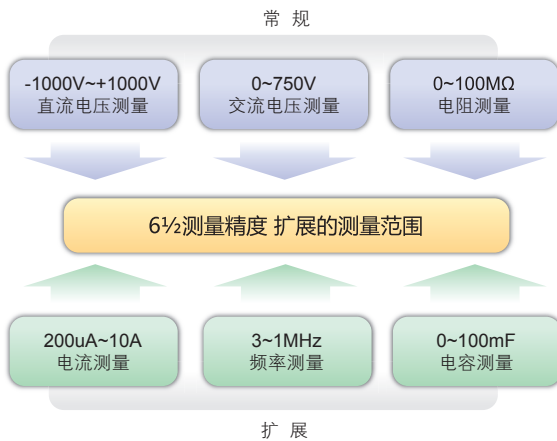 常 规
-1000V~+1000V
直流电压测量
0~750V
交流电压测量
0~100MΩ
电阻测量
6½测量精度 扩展的测量范围
200uA~10A
电流测量
3~1MHz
频率测量
0~100mF
电容测量
扩 展